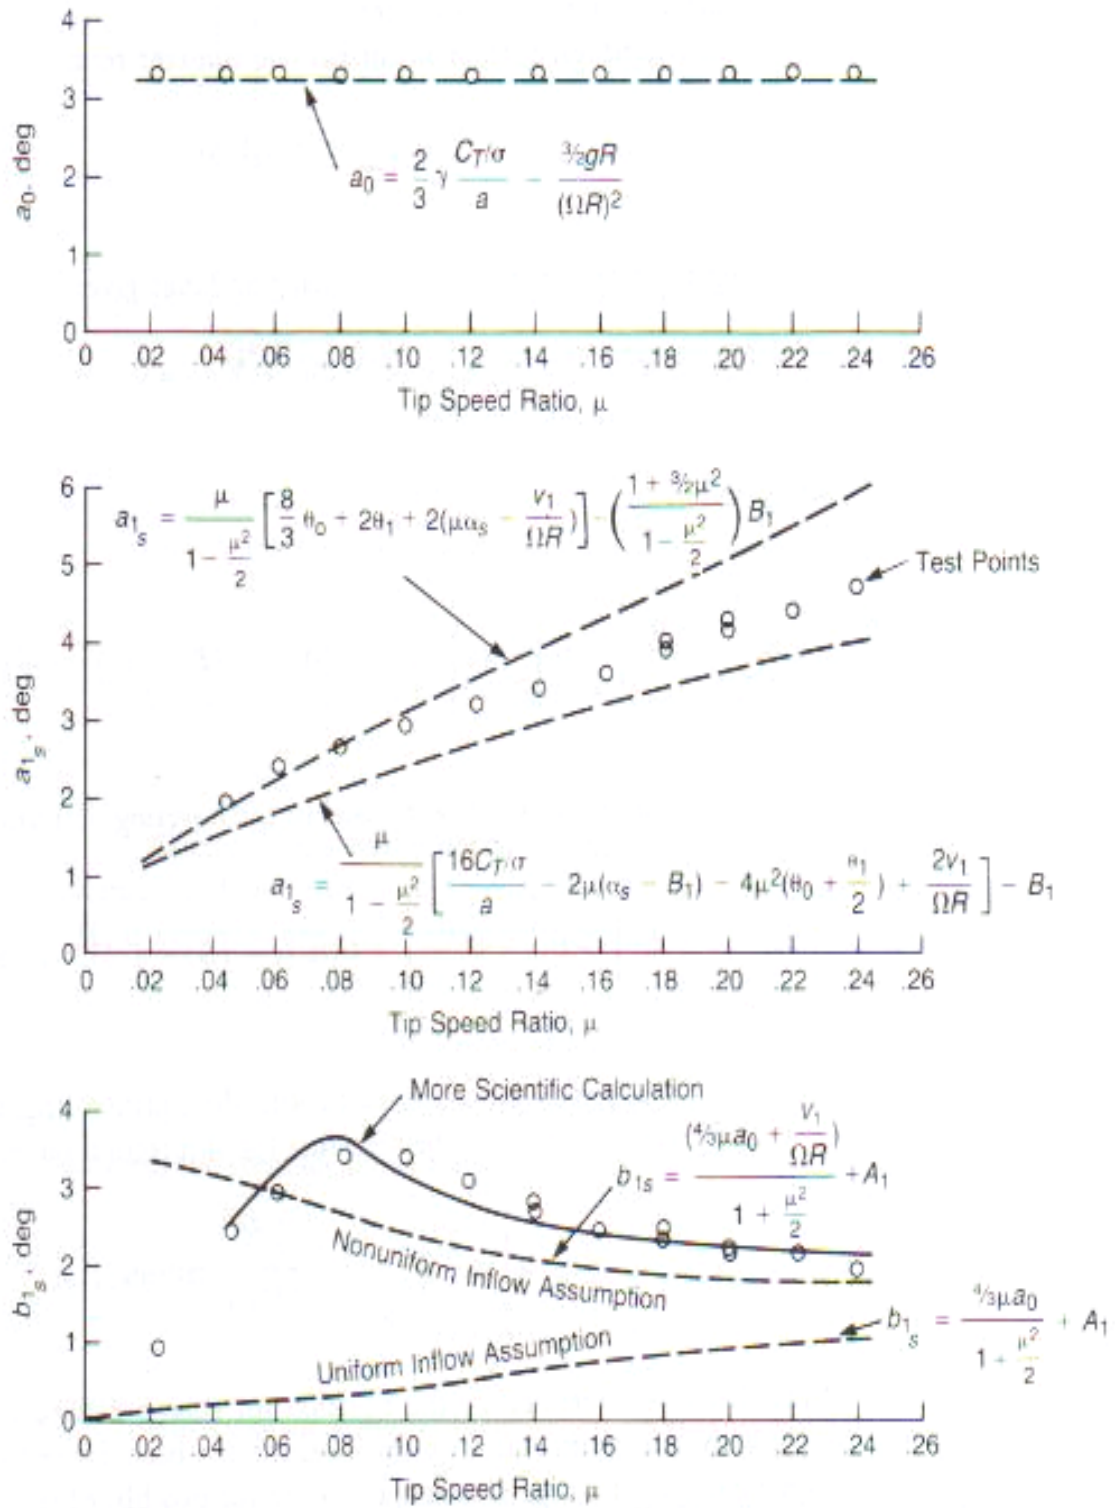 4
3
2
1
0
a0, deg
a0 = 2/3 γ CT/σ / a − 3/2gR / (ΩR)²
0 .02 .04 .06 .08 .10 .12 .14 .16 .18 .20 .22 .24 .26
Tip Speed Ratio, μ
6
5
4
3
2
1
0
a1s, deg
a1s = μ / (1 − μ²/2) [8/3 θ0 + 2θ1 + 2(μαs − v1/ΩR)] − ((1 + 3/2μ²) / (1 − μ²/2)) B1
Test Points
a1s = μ / (1 − μ²/2) [16CT/σ / a − 2μ(αs − B1) − 4μ²(θ0 + θ1/2) + 2v1/ΩR] − B1
0 .02 .04 .06 .08 .10 .12 .14 .16 .18 .20 .22 .24 .26
Tip Speed Ratio, μ
More Scientific Calculation
4
3
2
1
0
b1s, deg
b1s = (4/3μa0 + v1/ΩR) / (1 + μ²/2) + A1
Nonuniform Inflow Assumption
b1s = 4/3μa0 / (1 + μ²/2) + A1
Uniform Inflow Assumption
0 .02 .04 .06 .08 .10 .12 .14 .16 .18 .20 .22 .24 .26
Tip Speed Ratio, μ